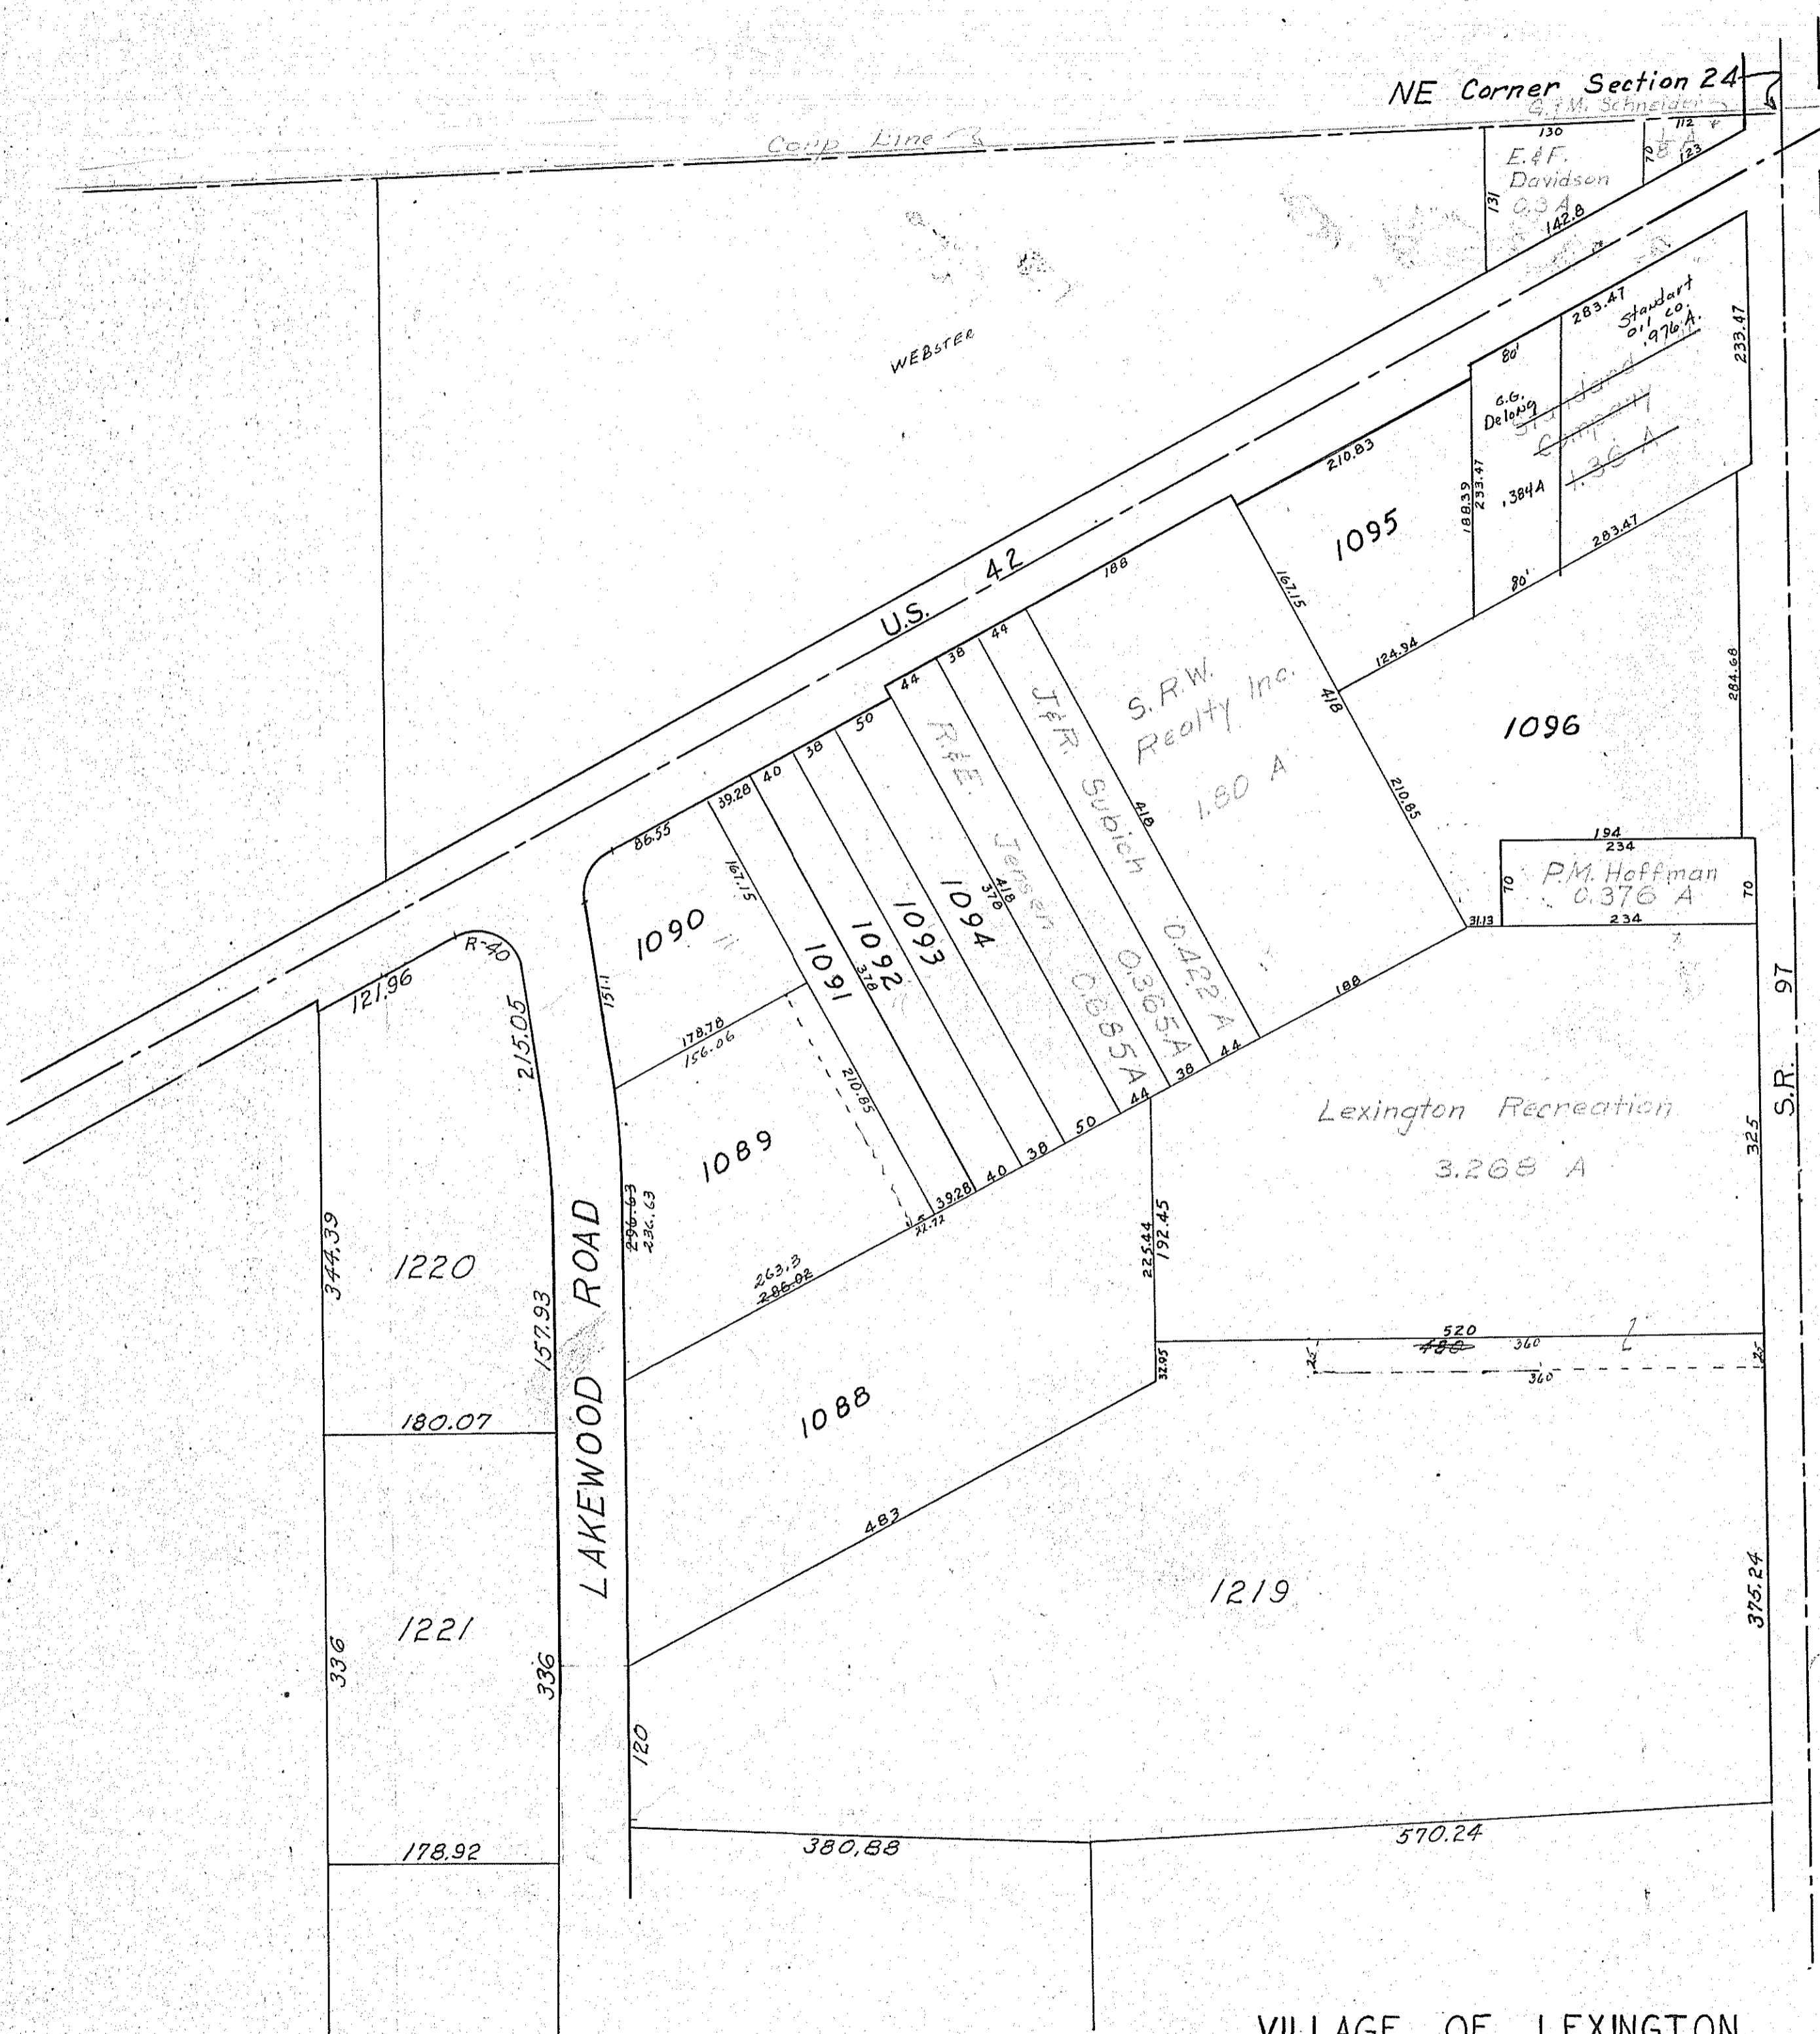 NE Corner Section 24
G. & M. Schneider
Corp Line
130
112
70
123
E. & F.
Davidson
0.3 A
131
142.8
WEBSTER
283.47
Standart
oil co.
.976 A.
233.47
80'
G.G.
Delong
Standard
Company
1.36 A
.384 A
188.39
233.47
283.47
80'
210.83
1095
167.15
124.94
U.S. 42
188
44
38
44
50
38
40
39.28
86.55
S.R.W.
Realty Inc.
1.80 A
418
418
284.68
1096
210.85
194
234
P.M. Hoffman
0.376 A
70
70
234
31.13
J. & R. Subich 0.422 A
R. & E. Jensen 0.365 A
0.685 A
418
378
1094
1093
1092
378
1091
167.15
1090
151.1
178.78
156.06
210.85
R-40
121.96
215.05
188
44
38
44
50
38
40
39.28
22.72
1089
296.63
236.63
263.3
286.02
Lexington Recreation
3.268 A
325
S.R. 97
225.44
192.45
520
480
360
25
25
360
32.95
344.39
1220
157.93
180.07
LAKEWOOD ROAD
1088
483
1219
375.24
336
1221
336
120
178.92
380.88
570.24
VILLAGE OF LEXINGTON